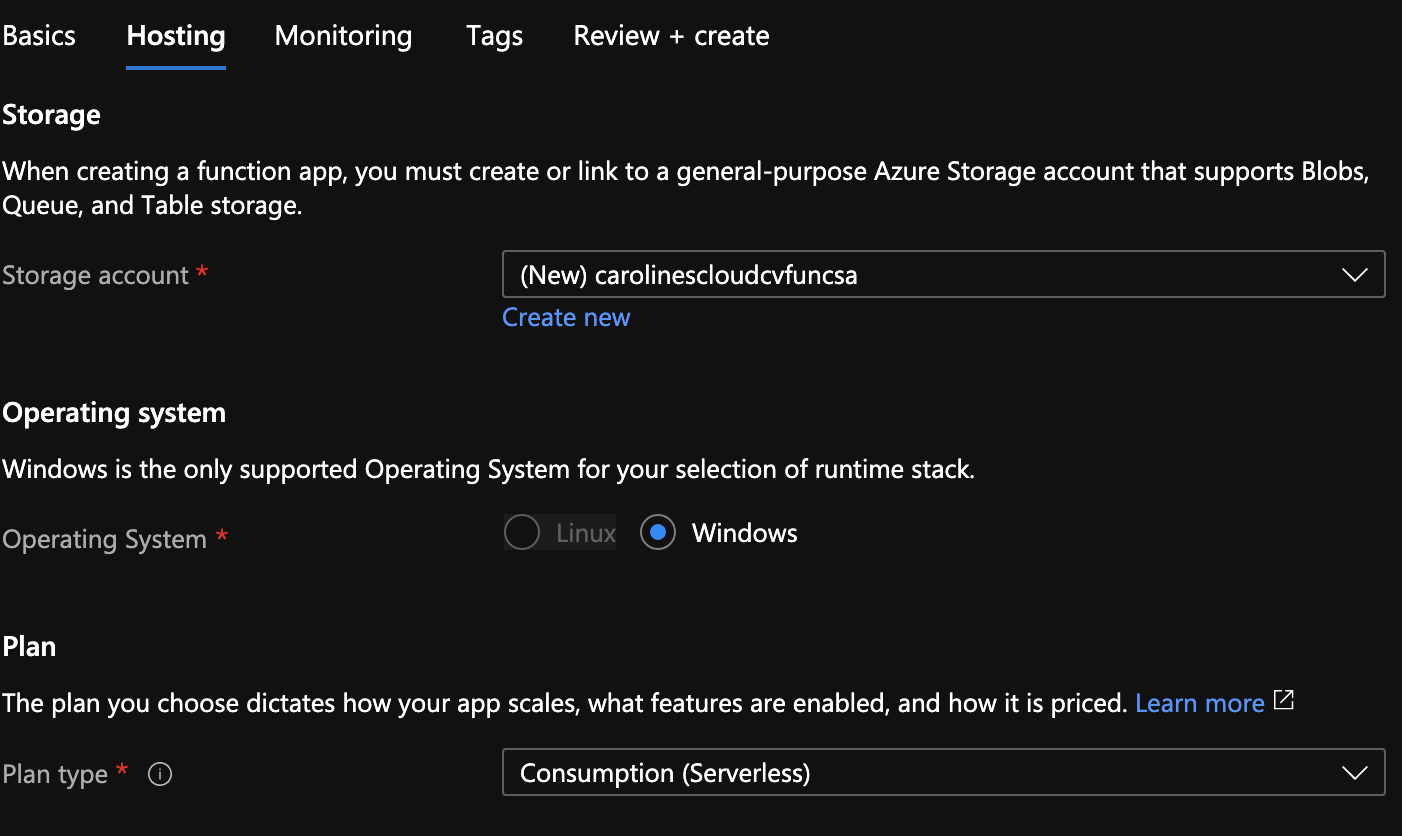 Basics Hosting Monitoring Tags Review + create
Storage
When creating a function app, you must create or link to a general-purpose Azure Storage account that supports Blobs,
Queue, and Table storage.
Storage account * (New) carolinescloudcvfuncsa
Create new
Operating system
Windows is the only supported Operating System for your selection of runtime stack.
Operating System * Linux Windows
Plan
The plan you choose dictates how your app scales, what features are enabled, and how it is priced. Learn more
Plan type * Consumption (Serverless)